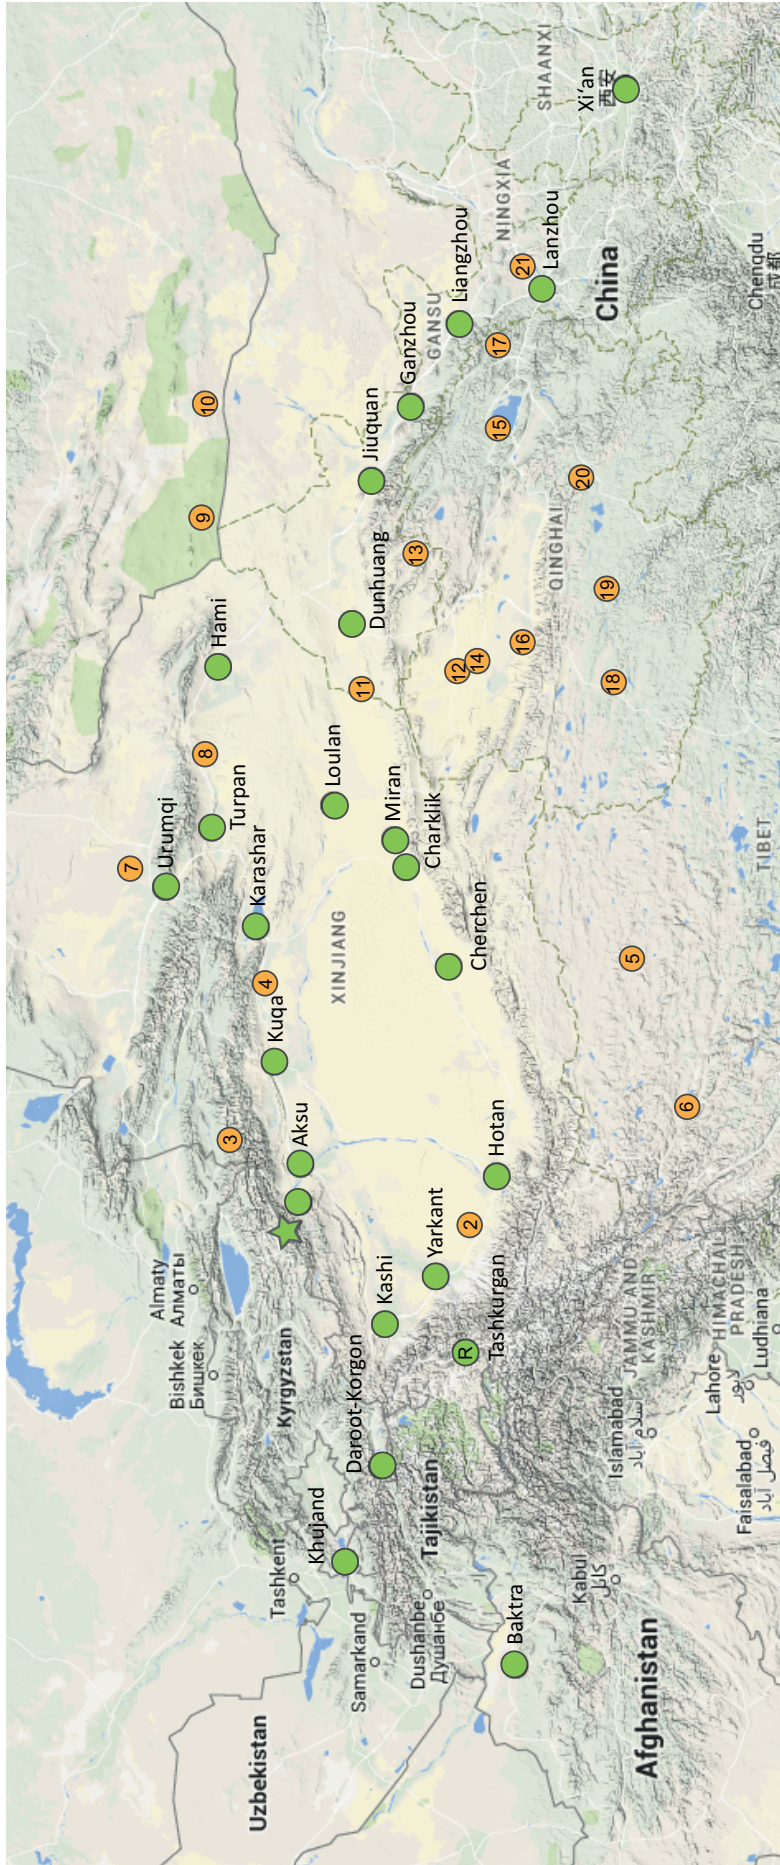 Uzbekistan
Samarkand
Tashkent
Dushanbe
Душанбе
Khujand
Baktra
Kabul
کابل
Afghanistan
Tajikistan
Daroot-Korgon
Kyrgyzstan
Bishkek
Бишкек
Almaty
Алматы
Islamabad
اسلام آباد
Faisalabad
فیصل آباد
Lahore
لاہور
Ludhiana
JAMMU AND
KASHMIR
HIMACHAL
PRADESH
Kashi
R
Tashkurgan
Yarkant
2
Hotan
Aksu
3
Kuqa
4
6
5
Karashar
XINJIANG
Cherchen
Urumqi
7
Turpan
8
Charklik
Miran
Loulan
TIBET
Hami
11
12
14
16
18
Dunhuang
9
13
19
QINGHAI
20
Jiuquan
10
Ganzhou
15
GANSU
17
Liangzhou
Lanzhou
21
NINGXIA
China
Chengdu
成都
SHAANXI
Xi'an
西安